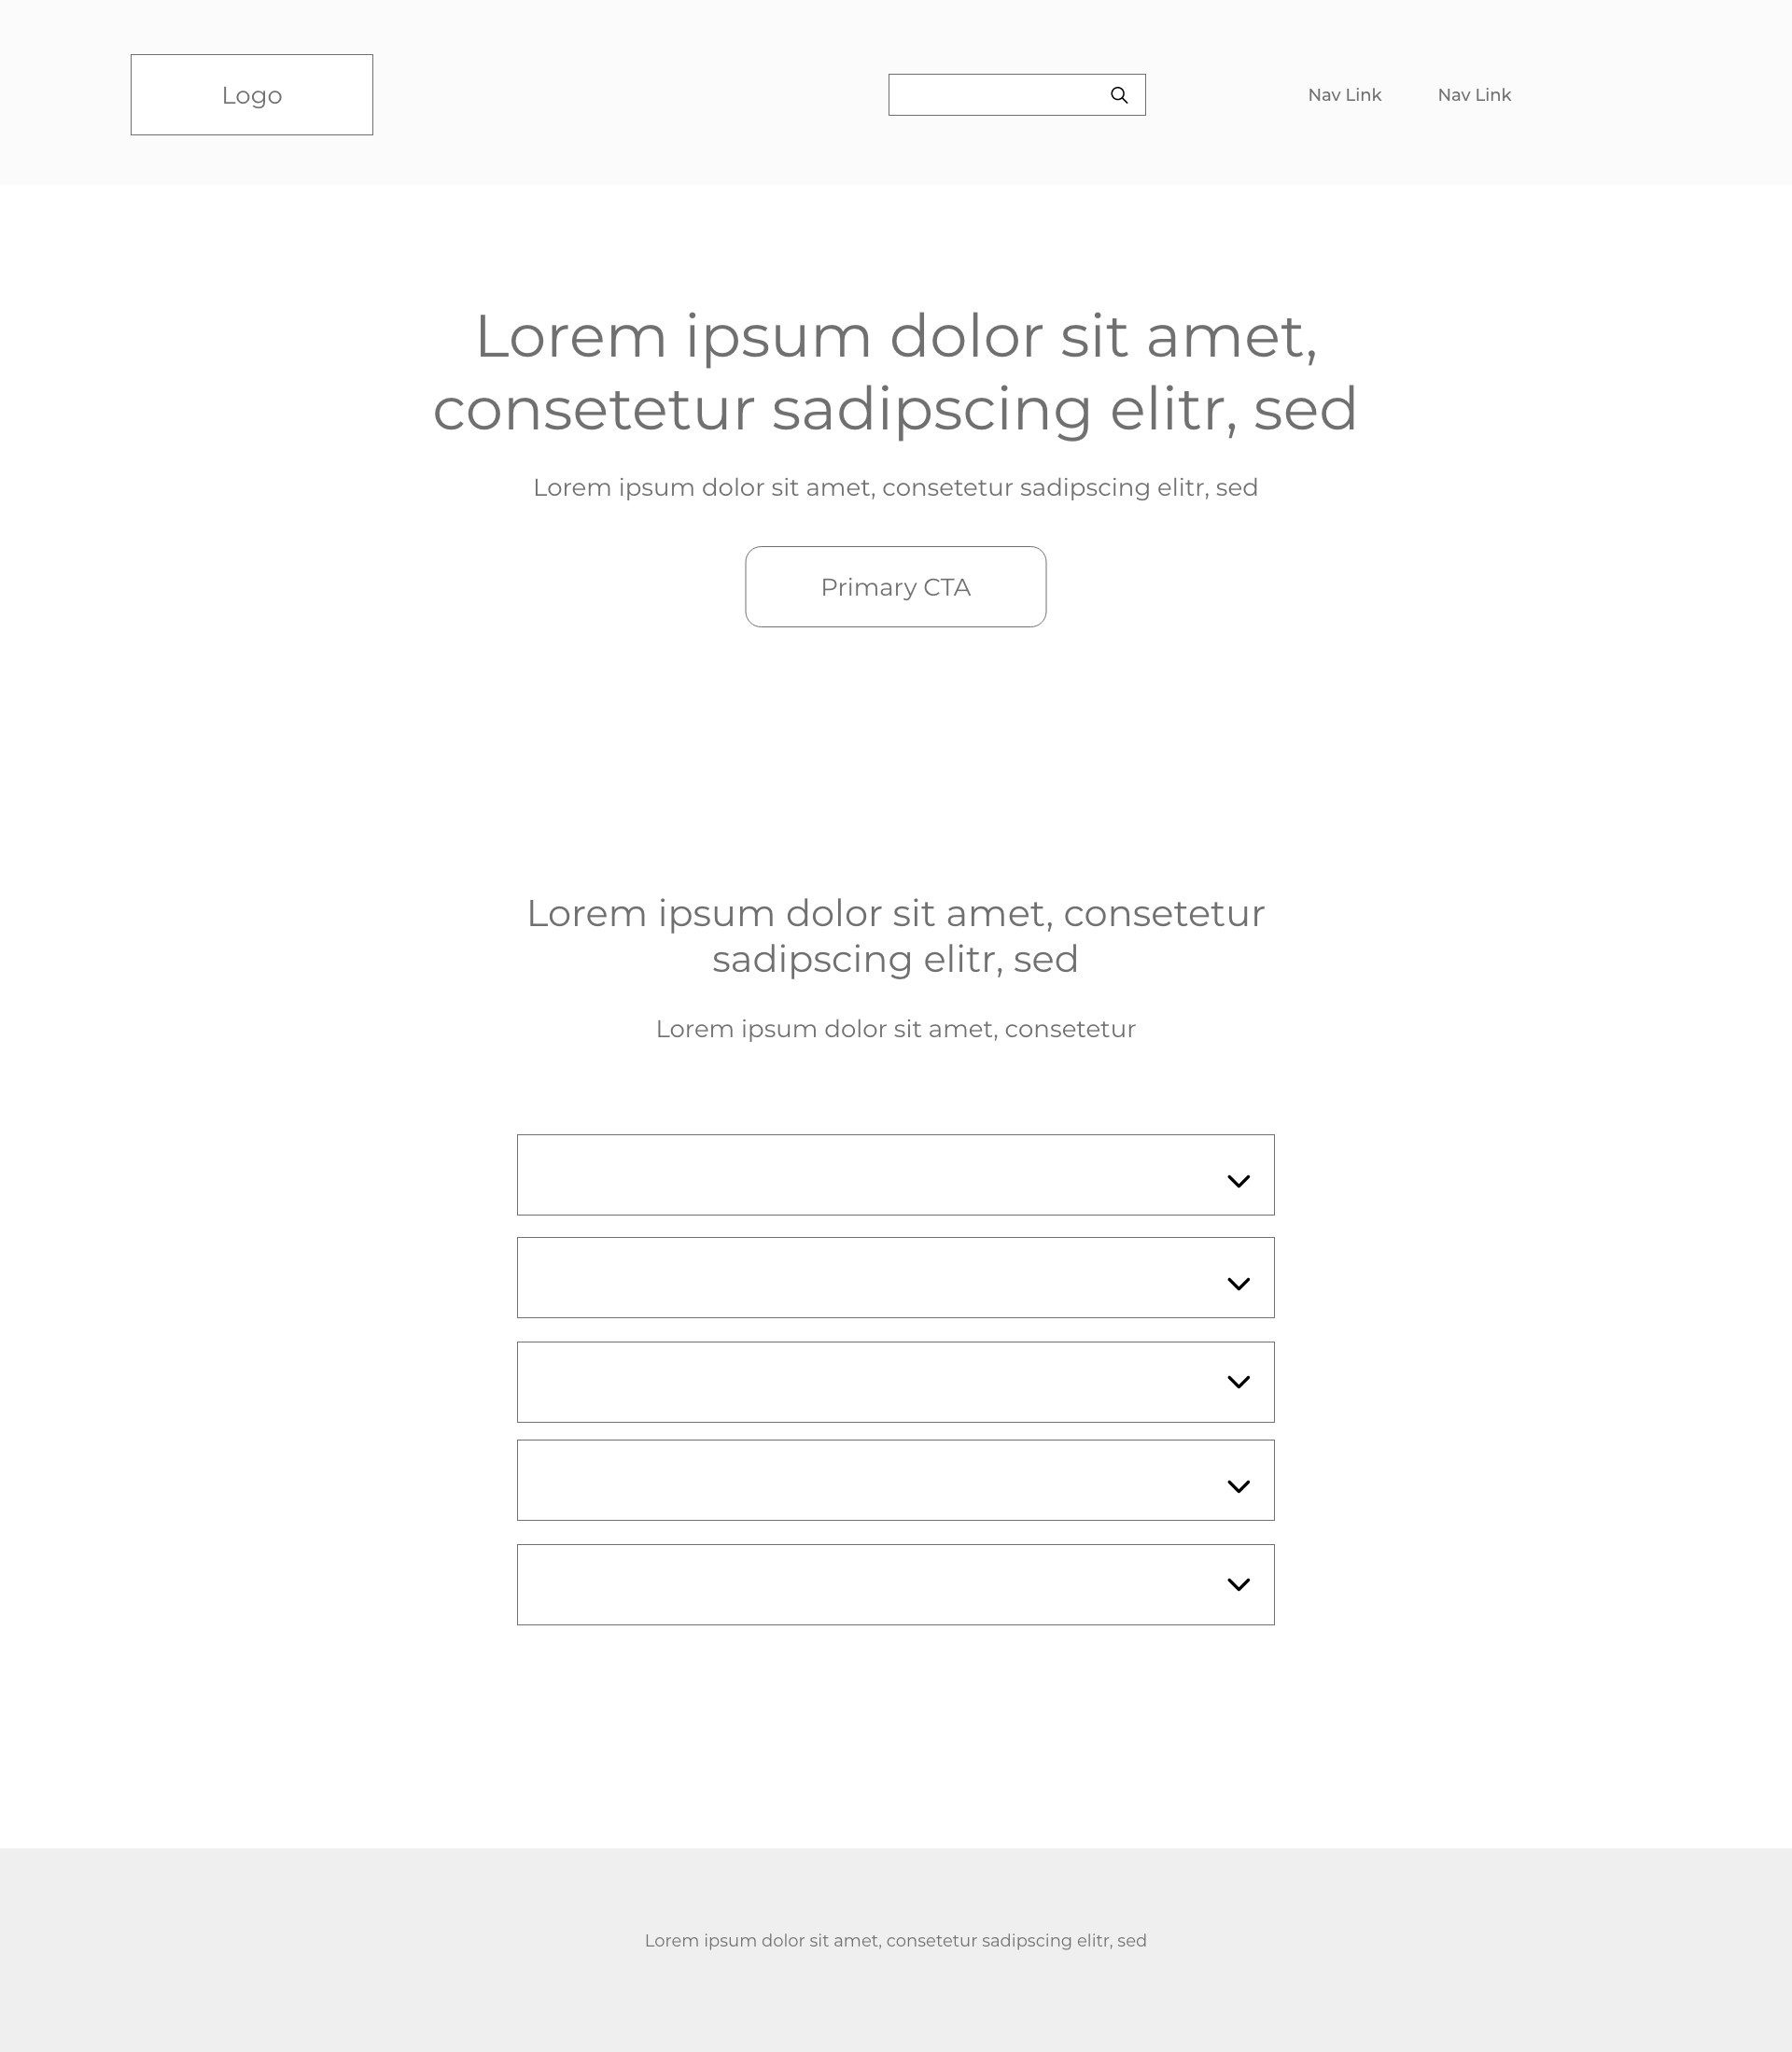 Logo
Nav Link
Nav Link
Lorem ipsum dolor sit amet,
consetetur sadipscing elitr, sed
Lorem ipsum dolor sit amet, consetetur sadipscing elitr, sed
Primary CTA
Lorem ipsum dolor sit amet, consetetur
sadipscing elitr, sed
Lorem ipsum dolor sit amet, consetetur
Lorem ipsum dolor sit amet, consetetur sadipscing elitr, sed